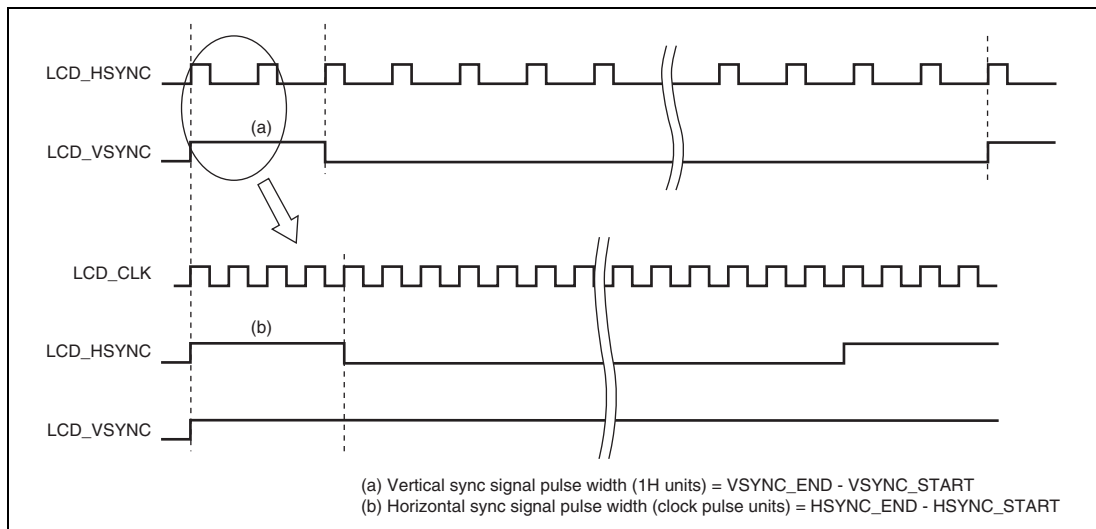 LCD_HSYNC
(a)
LCD_VSYNC
LCD_CLK
(b)
LCD_HSYNC
LCD_VSYNC
(a) Vertical sync signal pulse width (1H units) = VSYNC_END - VSYNC_START
(b) Horizontal sync signal pulse width (clock pulse units) = HSYNC_END - HSYNC_START